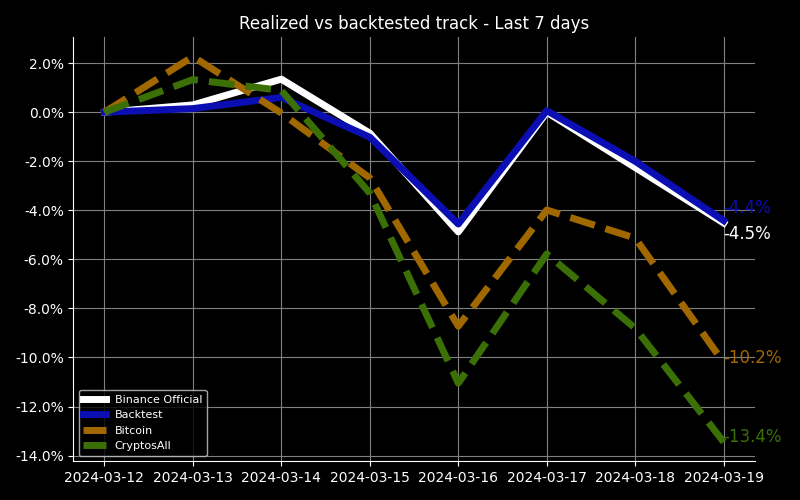 Realized vs backtested track - Last 7 days
2.0%
0.0%
-2.0%
-4.0%
-6.0%
-8.0%
-10.0%
-12.0%
-14.0%
-4.4%
-4.5%
-10.2%
-13.4%
Binance Official
Backtest
Bitcoin
CryptosAll
2024-03-12 2024-03-13 2024-03-14 2024-03-15 2024-03-16 2024-03-17 2024-03-18 2024-03-19